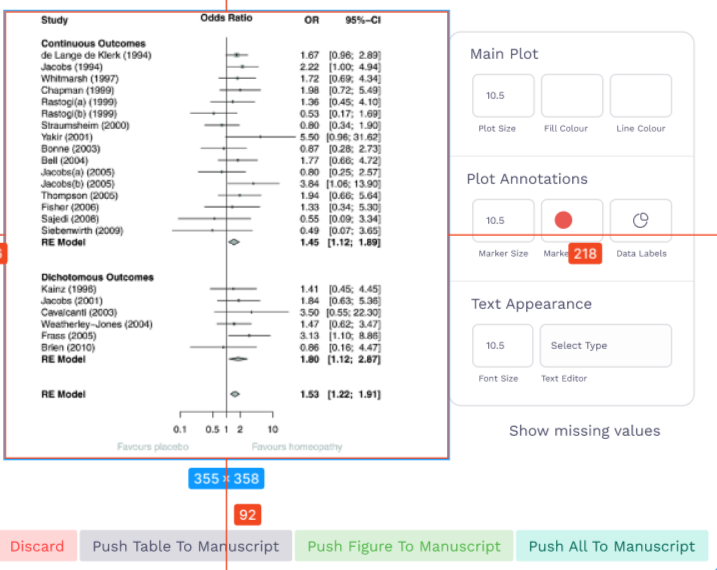 Study Odds Ratio OR 95%-CI
Continuous Outcomes
de Lange de Klerk (1994) 1.67 [0.96; 2.89]
Jacobs (1994) 2.22 [1.00; 4.94]
Whitmarsh (1997) 1.72 [0.69; 4.34]
Chapman (1999) 1.98 [0.72; 5.49]
Rastogi(a) (1999) 1.36 [0.45; 4.10]
Rastogi(b) (1999) 0.53 [0.17; 1.69]
Straumsheim (2000) 0.80 [0.34; 1.90]
Yakir (2001) 5.50 [0.96; 31.62]
Bonne (2003) 0.87 [0.28; 2.73]
Bell (2004) 1.77 [0.66; 4.72]
Jacobs(a) (2005) 0.80 [0.25; 2.57]
Jacobs(b) (2005) 3.84 [1.06; 13.90]
Thompson (2005) 1.94 [0.66; 5.64]
Fisher (2006) 1.33 [0.34; 5.30]
Sajedi (2008) 0.55 [0.09; 3.34]
Siebenwirth (2009) 0.49 [0.07; 3.65]
RE Model 1.45 [1.12; 1.89]
Dichotomous Outcomes
Kainz (1996) 1.41 [0.45; 4.45]
Jacobs (2001) 1.84 [0.63; 5.36]
Cavalcanti (2003) 3.50 [0.55; 22.30]
Weatherley-Jones (2004) 1.47 [0.62; 3.47]
Frass (2005) 3.13 [1.10; 8.86]
Brien (2010) 0.86 [0.16; 4.47]
RE Model 1.80 [1.12; 2.87]
RE Model 1.53 [1.22; 1.91]
0.1 0.5 1 2 10
Favours placebo Favours homeopathy
355 × 358
92
Main Plot
10.5
Plot Size Fill Colour Line Colour
Plot Annotations
10.5
Marker Size 218 Data Labels
Text Appearance
10.5 Select Type
Font Size Text Editor
Show missing values
Discard Push Table To Manuscript Push Figure To Manuscript Push All To Manuscript